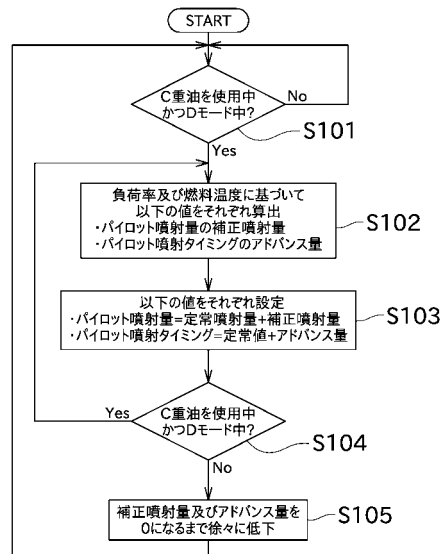 START
C重油を使用中
かつDモード中?
No
S101
Yes
負荷率及び燃料温度に基づいて
以下の値をそれぞれ算出
・パイロット噴射量の補正噴射量
・パイロット噴射タイミングのアドバンス量
S102
以下の値をそれぞれ設定
・パイロット噴射量=定常噴射量+補正噴射量
・パイロット噴射タイミング=定常値+アドバンス量
S103
Yes
C重油を使用中
かつDモード中?
S104
No
補正噴射量及びアドバンス量を
0になるまで徐々に低下
S105